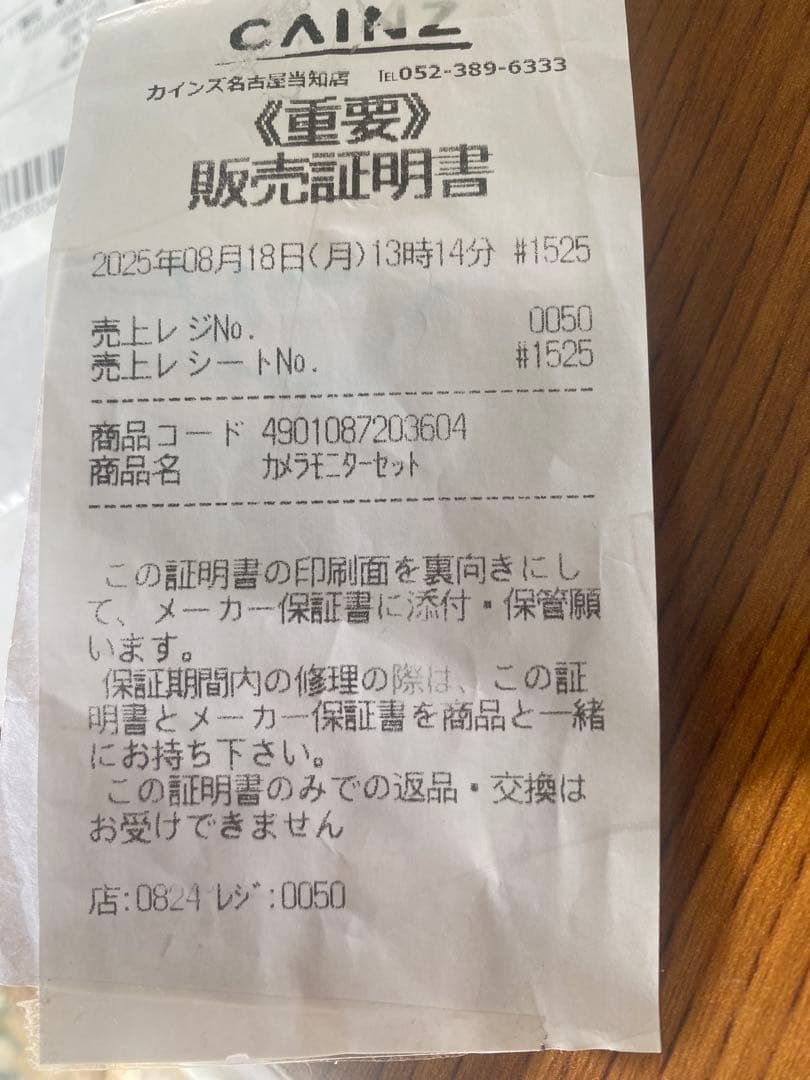 CAINZ
カインズ名古屋当知店 TEL052-389-6333
《重要》
販売証明書
2025年08月18日(月)13時14分 #1525
売上レジNo. 0050
売上レシートNo. #1525
商品コード 4901087203604
商品名 ｶﾒﾗﾓﾆﾀｰｾｯﾄ
この証明書の印刷面を裏向きにし
て、メーカー保証書に添付・保管願
います。
保証期間内の修理の際は、この証
明書とメーカー保証書を商品と一緒
にお持ち下さい。
この証明書のみでの返品・交換は
お受けできません
店:0824 ﾚｼﾞ:0050